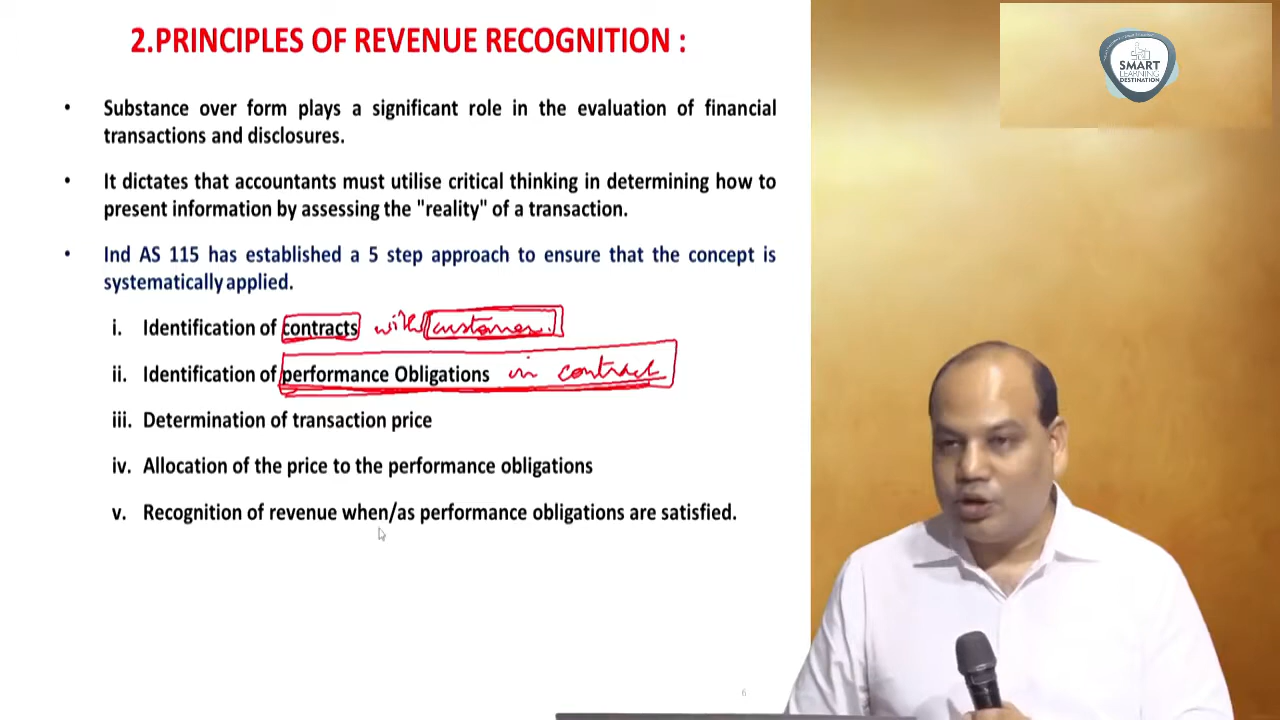 2.PRINCIPLES OF REVENUE RECOGNITION :
SMART
LEARNING
DESTINATION
• Substance over form plays a significant role in the evaluation of financial
transactions and disclosures.
• It dictates that accountants must utilise critical thinking in determining how to
present information by assessing the "reality" of a transaction.
• Ind AS 115 has established a 5 step approach to ensure that the concept is
systematically applied.
i. Identification of contracts with customer.
ii. Identification of performance Obligations in contract
iii. Determination of transaction price
iv. Allocation of the price to the performance obligations
v. Recognition of revenue when/as performance obligations are satisfied.
6